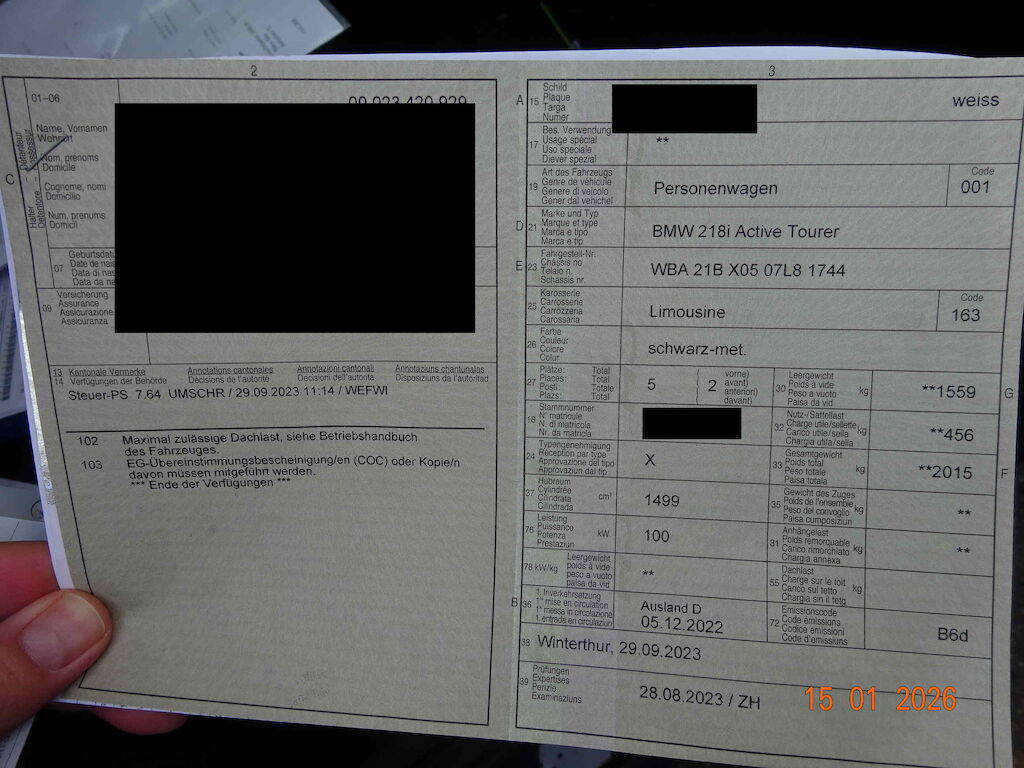 2
01-06
00.023.420.929
C
Halter - Détenteur
Detentore - Possessur
Name, Vornamen
Wohnort
Nom, prénoms
Domicile
Cognome, nomi
Domicilio
Num, prenums
Domicil
07
Geburtsdatu
Date de nais
Data di nas
Data da na
09
Versicherung
Assurance
Assicurazione
Assicuranza
13 Kantonale Vermerke Annotations cantonales Annotazioni cantonali Annotaziuns chantunalas
14 Verfügungen der Behörde Décisions de l'autorité Decisioni dell'autorità Disposiziuns da l'autoritad
Steuer-PS 7.64 UMSCHR / 29.09.2023 11:14 / WEFWI
102 Maximal zulässige Dachlast, siehe Betriebshandbuch
des Fahrzeuges.
103 EG-Übereinstimmungsbescheinigung/en (COC) oder Kopie/n
davon müssen mitgeführt werden.
*** Ende der Verfügungen ***
3
A 15
Schild
Plaque
Targa
Numer
weiss
17
Bes. Verwendung
Usage spécial
Uso speciale
Diever spezial
**
19
Art des Fahrzeugs
Genre de véhicule
Genere di veicolo
Gener dal vehichel
Personenwagen
Code
001
D 21
Marke und Typ
Marque et type
Marca e tipo
Marca e tip
BMW 218i Active Tourer
E 23
Fahrgestell-Nr.
Châssis no
Telaio n.
Schassis nr.
WBA 21B X05 07L8 1744
25
Karosserie
Carrosserie
Carrozzeria
Carossaria
Limousine
Code
163
26
Farbe
Couleur
Colore
Colur
schwarz-met.
27
Plätze: Total
Places: Total
Posti: Totale
Plazs: Total
5
2
vorne)
avant)
anteriori)
davant)
30
Leergewicht
Poids à vide
Peso a vuoto
Paisa da vid
kg
**1559
G
18
Stammnummer
N° matricule
N. di matricola
Nr. da matricla
32
Nutz-/Sattellast
Charge utile/sellette
Carico utile/sella
Chargia utila/sella
kg
**456
24
Typengenehmigung
Réception par type
Approvazione del tipo
Approvaziun dal tip
X
33
Gesamtgewicht
Poids total
Peso totale
Paisa totala
kg
**2015
F
37
Hubraum
Cylindrée
Cilindrata
Cilindrada
cm³
1499
35
Gewicht des Zuges
Poids de l'ensemble
Peso del convoglio
Paisa cumposiziun
kg
**
76
Leistung
Puissance
Potenza
Prestaziun
kW
100
31
Anhängelast
Poids remorquable
Carico rimorchiato
Chargia annexa
kg
**
78 kW/kg
Leergewicht
poids à vide
peso a vuoto
paisa da vid
**
55
Dachlast
Charge sur le toit
Carico sul tetto
Chargia sin il tetg
kg
B 36
1. Inverkehrsetzung
1re mise en circulation
1a messa in circolazione
1. entrada en circulaziun
Ausland D
05.12.2022
72
Emissionscode
Code émissions
Codice emissioni
Code d'emissiuns
B6d
38
Winterthur, 29.09.2023
39
Prüfungen
Expertises
Perizie
Examinaziuns
28.08.2023 / ZH
15 01 2026